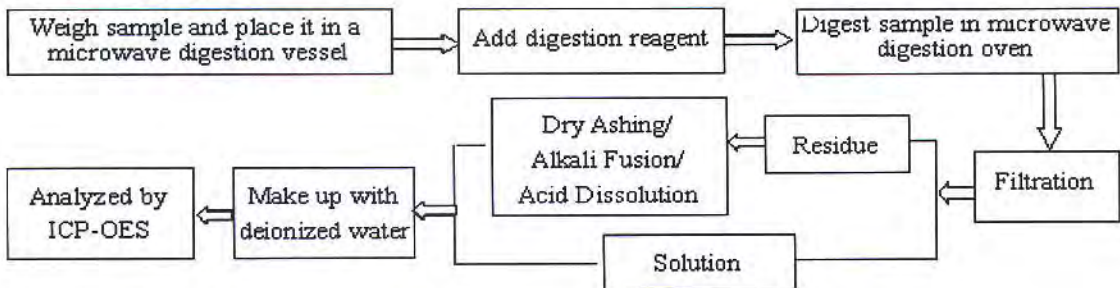 Weigh sample and place it in a
microwave digestion vessel
Add digestion reagent
Digest sample in microwave
digestion oven
Filtration
Residue
Solution
Dry Ashing/
Alkali Fusion/
Acid Dissolution
Make up with
deionized water
Analyzed by
ICP-OES